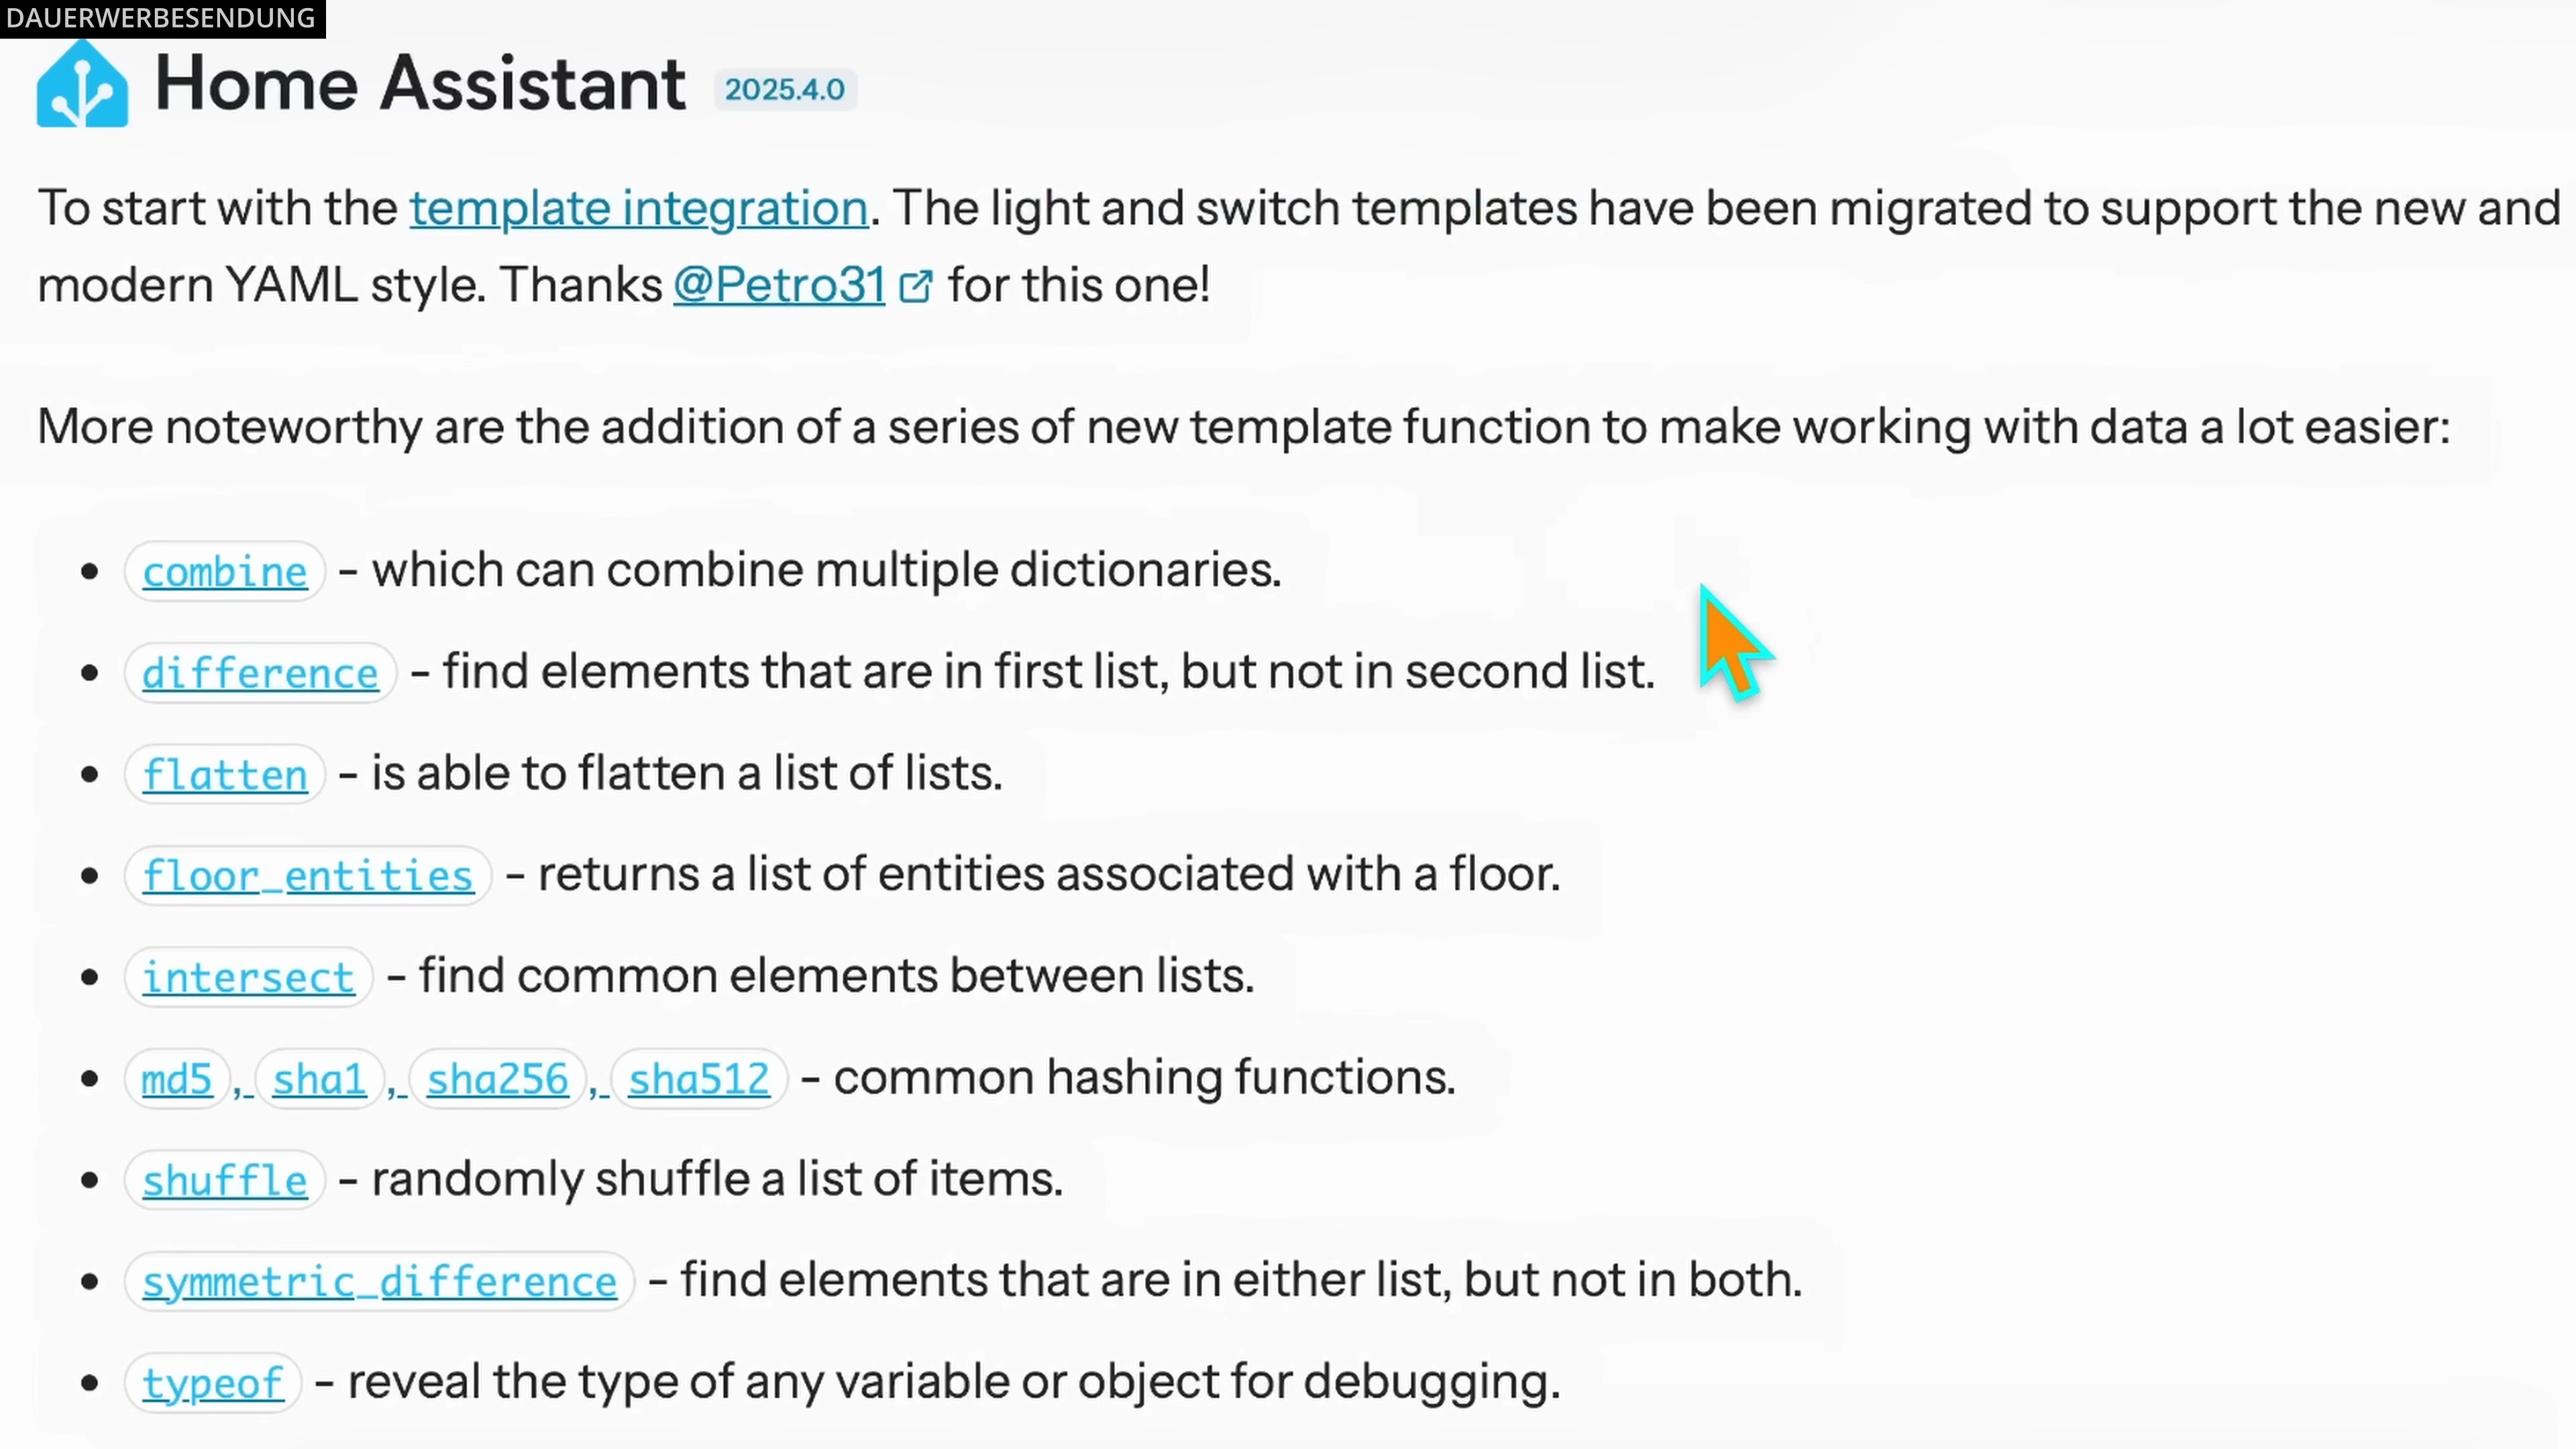 DAUERWERBESENDUNG
Home Assistant 2025.4.0
To start with the template integration. The light and switch templates have been migrated to support the new and
modern YAML style. Thanks @Petro31 for this one!
More noteworthy are the addition of a series of new template function to make working with data a lot easier:
• combine - which can combine multiple dictionaries.
• difference - find elements that are in first list, but not in second list.
• flatten - is able to flatten a list of lists.
• floor_entities - returns a list of entities associated with a floor.
• intersect - find common elements between lists.
• md5, sha1, sha256, sha512 - common hashing functions.
• shuffle - randomly shuffle a list of items.
• symmetric_difference - find elements that are in either list, but not in both.
• typeof - reveal the type of any variable or object for debugging.